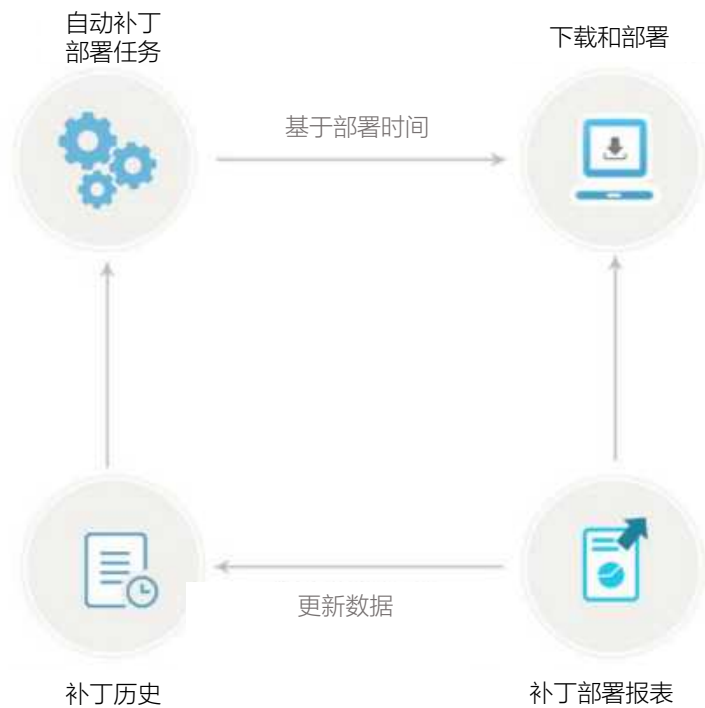 自动补丁
部署任务
下载和部署
基于部署时间
更新数据
补丁历史
补丁部署报表